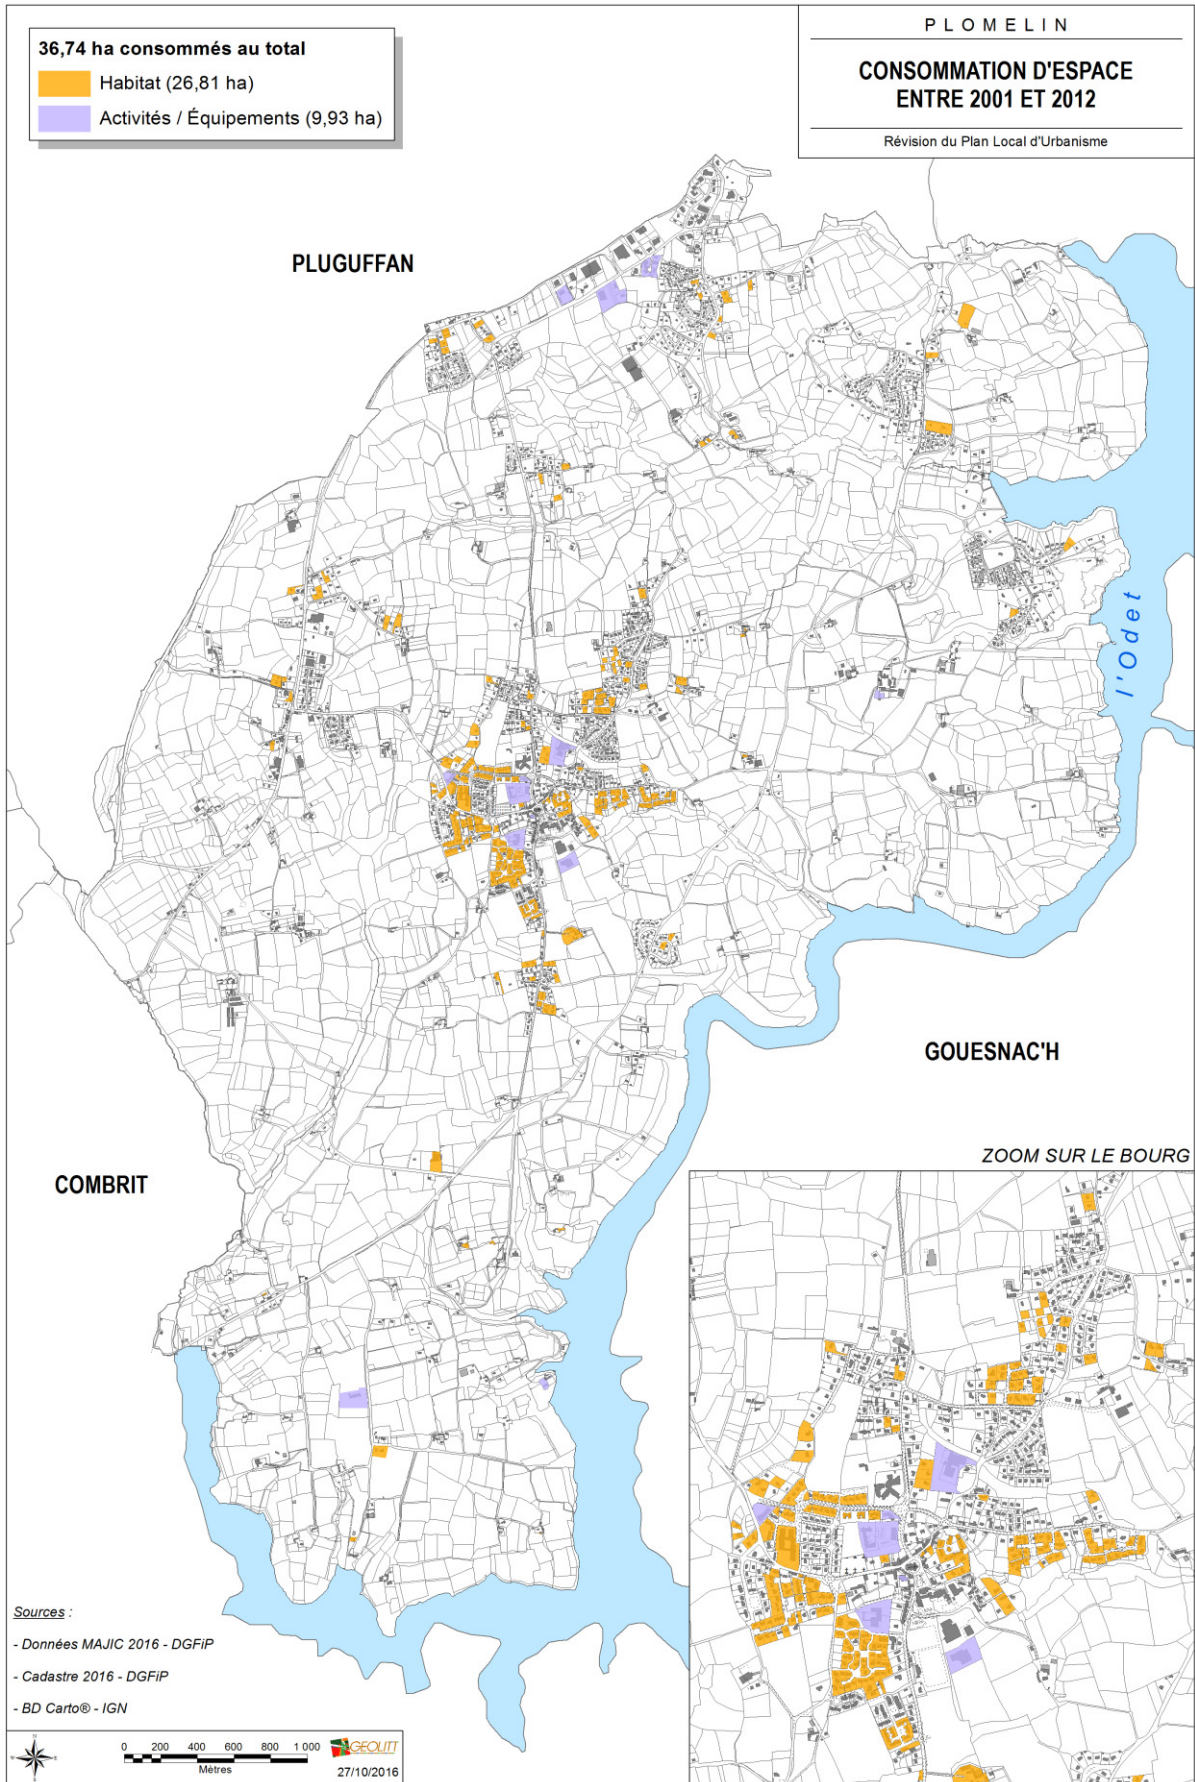 36,74 ha consommés au total
Habitat (26,81 ha)
Activités / Équipements (9,93 ha)
PLOMELIN
CONSOMMATION D'ESPACE
ENTRE 2001 ET 2012
Révision du Plan Local d'Urbanisme
PLUGUFFAN
l'Odet
GOUESNAC'H
COMBRIT
ZOOM SUR LE BOURG
Sources :
- Données MAJIC 2016 - DGFiP
- Cadastre 2016 - DGFiP
- BD Carto® - IGN
0 200 400 600 800 1 000
Mètres
GEOLITT
27/10/2016